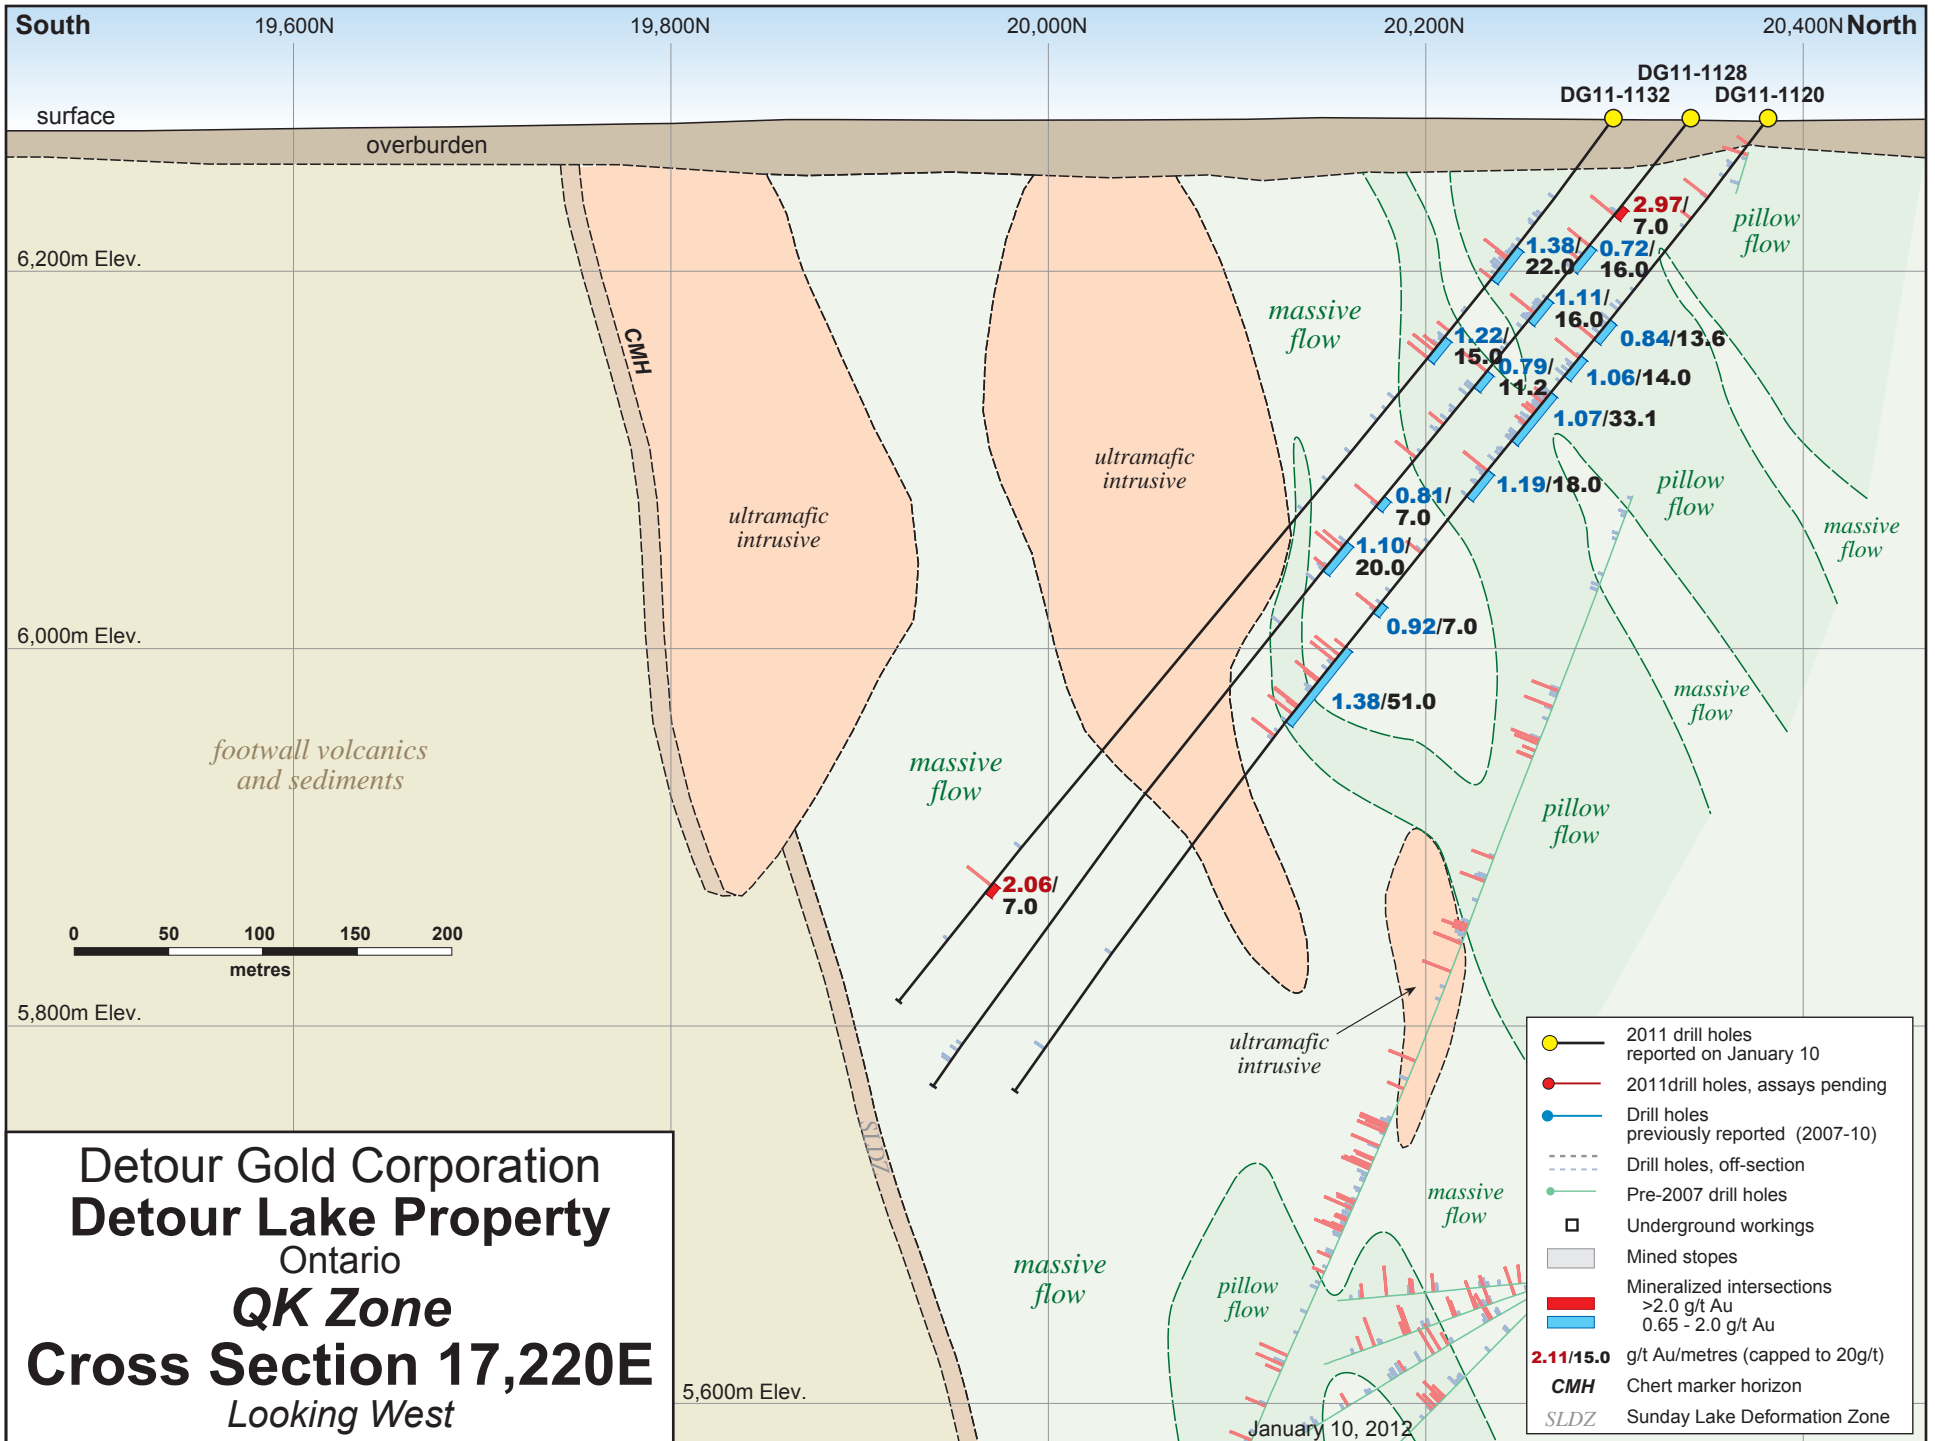 South
19,600N
19,800N
20,000N
20,200N
20,400N
North
DG11-1128
DG11-1132
DG11-1120
surface
overburden
2.97/
7.0
pillow
flow
6,200m Elev.
1.38/
22.0
0.72/
16.0
massive
flow
1.11/
16.0
CMH
1.22/
15.0
0.84/13.6
0.79/
11.2
1.06/14.0
1.07/33.1
ultramafic
intrusive
1.19/18.0
pillow
flow
0.81/
7.0
ultramafic
intrusive
massive
flow
1.10/
20.0
6,000m Elev.
0.92/7.0
massive
flow
1.38/51.0
footwall volcanics
and sediments
massive
flow
pillow
flow
2.06/
7.0
0 50 100 150 200
metres
5,800m Elev.
ultramafic
intrusive
SLDZ
massive
flow
massive
flow
pillow
flow
5,600m Elev.
January 10, 2012
Detour Gold Corporation
Detour Lake Property
Ontario
QK Zone
Cross Section 17,220E
Looking West
2011 drill holes
reported on January 10
2011drill holes, assays pending
Drill holes
previously reported (2007-10)
Drill holes, off-section
Pre-2007 drill holes
Underground workings
Mined stopes
Mineralized intersections
>2.0 g/t Au
0.65 - 2.0 g/t Au
2.11/15.0 g/t Au/metres (capped to 20g/t)
CMH Chert marker horizon
SLDZ Sunday Lake Deformation Zone